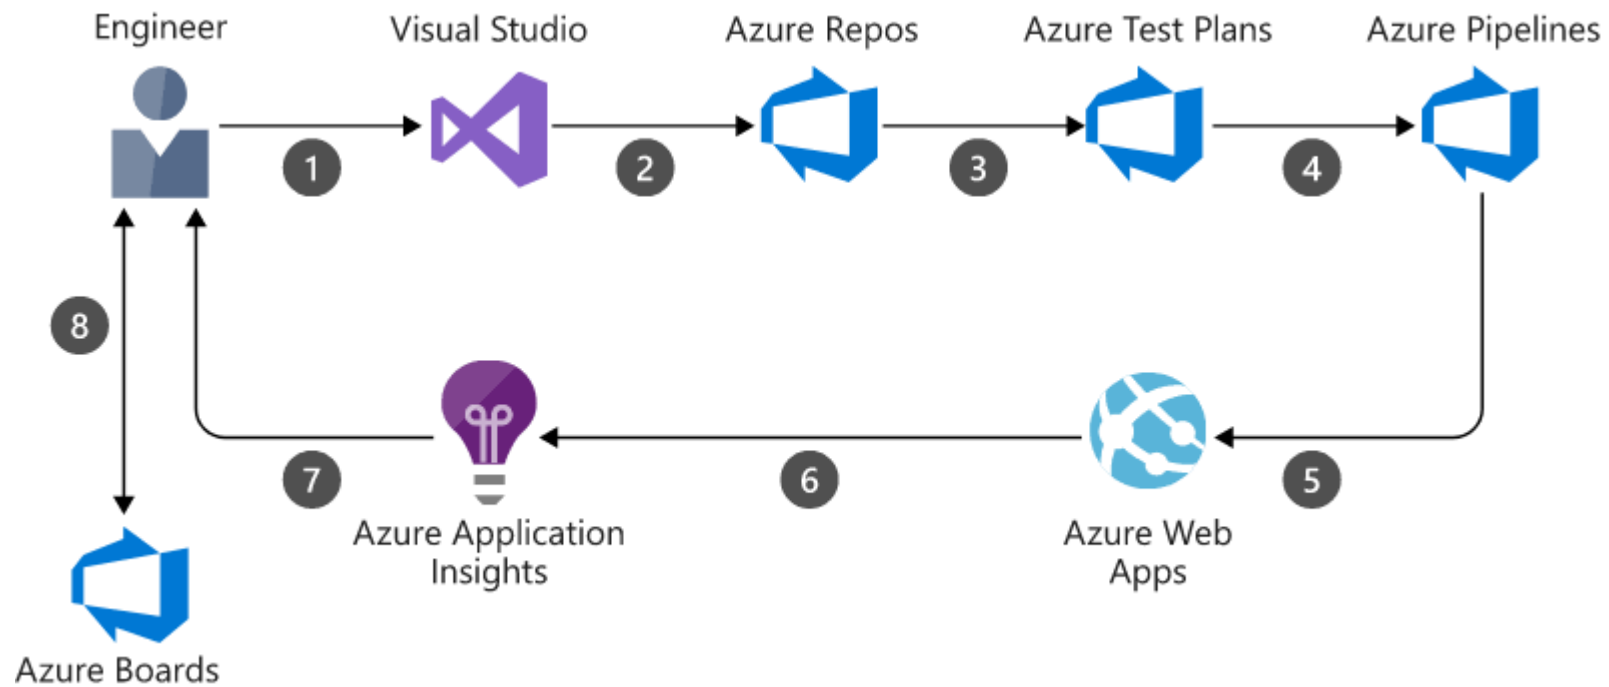 Engineer
Visual Studio
Azure Repos
Azure Test Plans
Azure Pipelines
1
2
3
4
8
7
6
5
Azure Application
Insights
Azure Web
Apps
Azure Boards